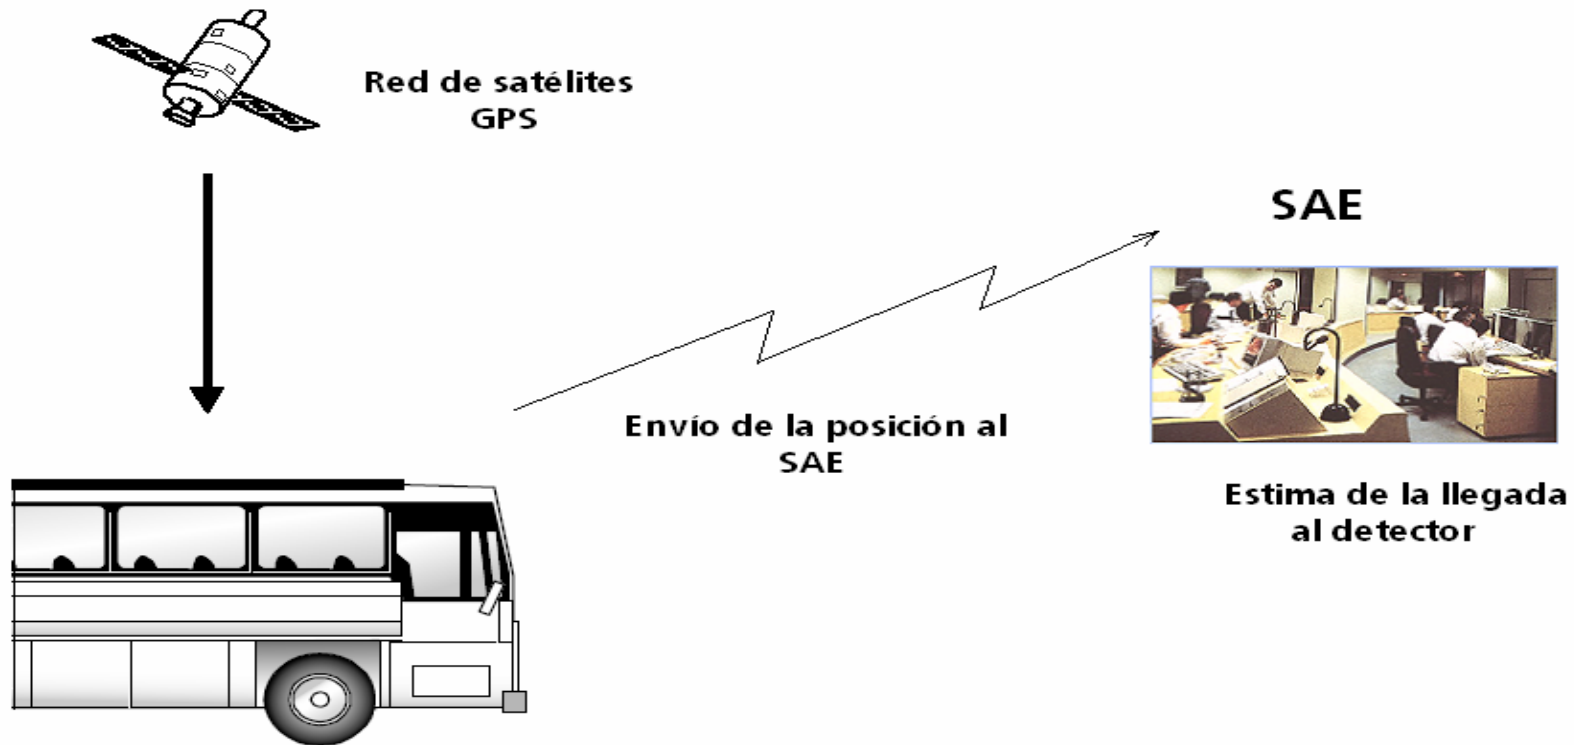 Red de satélites
GPS
SAE
Envío de la posición al
SAE
Estima de la llegada
al detector